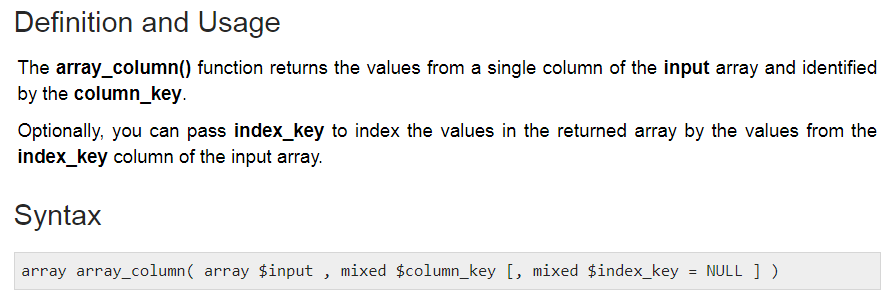 Definition and Usage
The array_column() function returns the values from a single column of the input array and identified
by the column_key.
Optionally, you can pass index_key to index the values in the returned array by the values from the
index_key column of the input array.
Syntax
array array_column( array $input , mixed $column_key [, mixed $index_key = NULL ] )